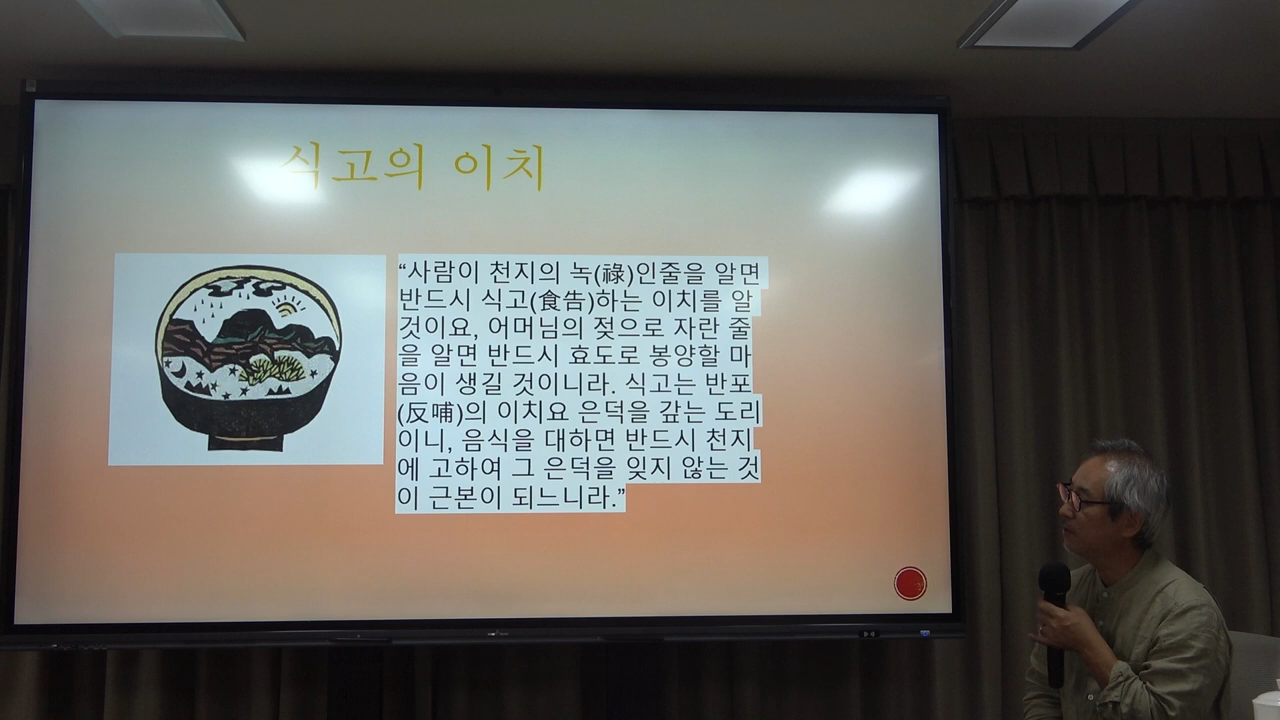 식고의 이치
“사람이 천지의 녹(祿)인줄을 알면
반드시 식고(食告)하는 이치를 알
것이요, 어머님의 젖으로 자란 줄
을 알면 반드시 효도로 봉양할 마
음이 생길 것이니라. 식고는 반포
(反哺)의 이치요 은덕을 갚는 도리
이니, 음식을 대하면 반드시 천지
에 고하여 그 은덕을 잊지 않는 것
이 근본이 되느니라.”